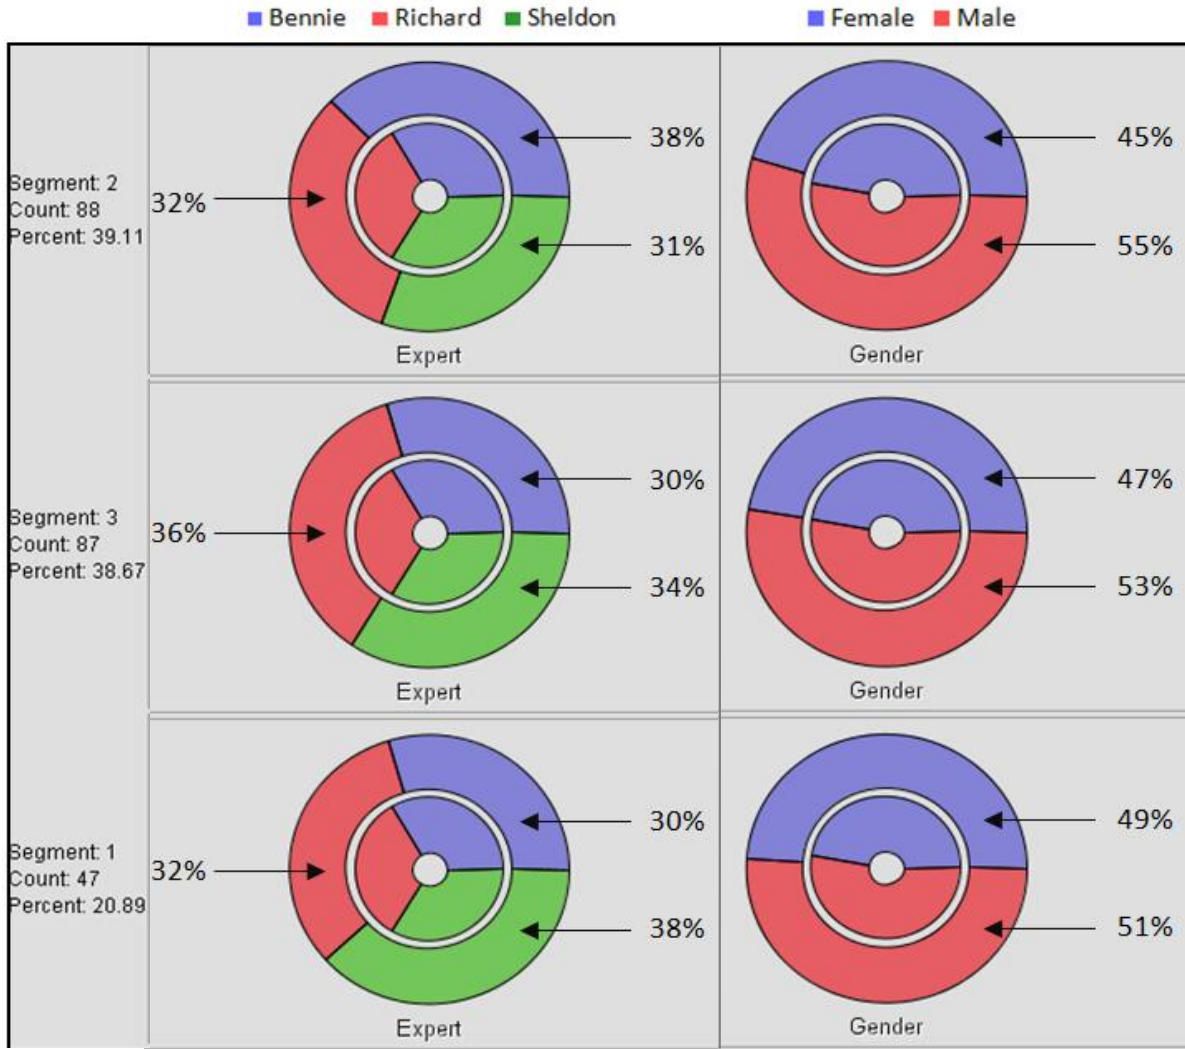 Bennie Richard Sheldon Female Male
Segment: 2
Count: 88
Percent: 39.11
32%
38%
31%
Expert
45%
55%
Gender
Segment: 3
Count: 87
Percent: 38.67
36%
30%
34%
Expert
47%
53%
Gender
Segment: 1
Count: 47
Percent: 20.89
32%
30%
38%
Expert
49%
51%
Gender